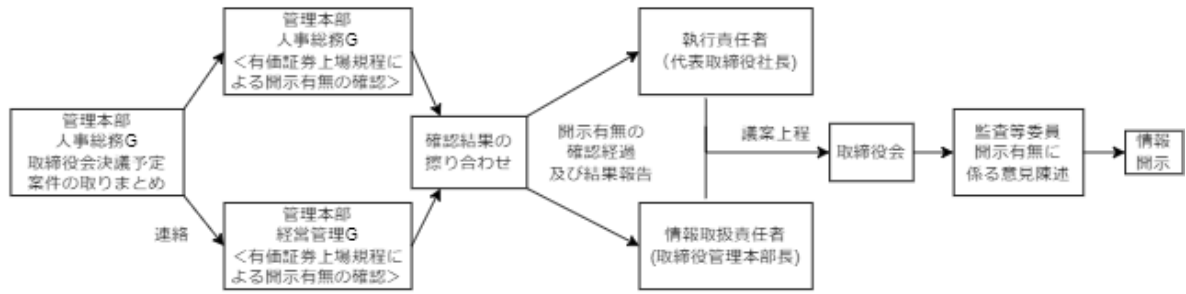 管理本部
人事総務G
取締役会決議予定
案件の取りまとめ
連絡
管理本部
人事総務G
＜有価証券上場規程に
よる開示有無の確認＞
管理本部
経営管理G
＜有価証券上場規程に
よる開示有無の確認＞
確認結果の
擦り合わせ
開示有無の
確認経過
及び結果報告
執行責任者
（代表取締役社長)
情報取扱責任者
(取締役管理本部長)
議案上程
取締役会
監査等委員
開示有無に
係る意見陳述
情報
開示